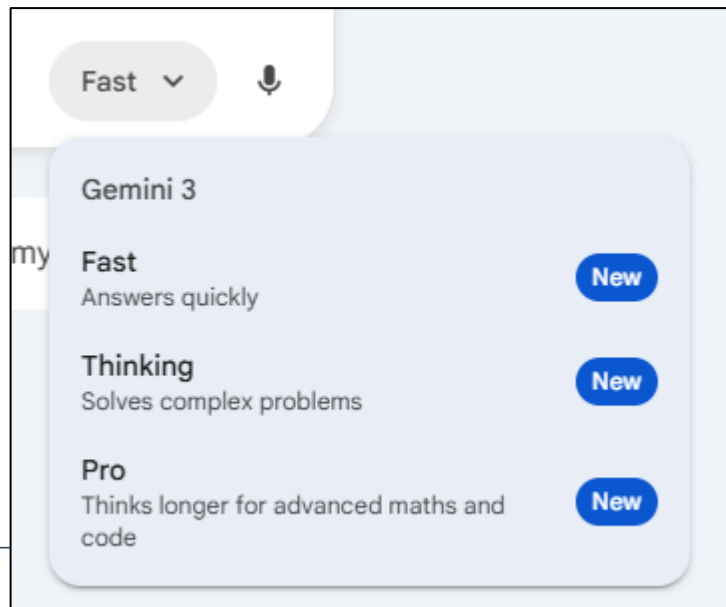 Fast
Gemini 3
my
Fast
New
Answers quickly
Thinking
New
Solves complex problems
Pro
New
Thinks longer for advanced maths and
code